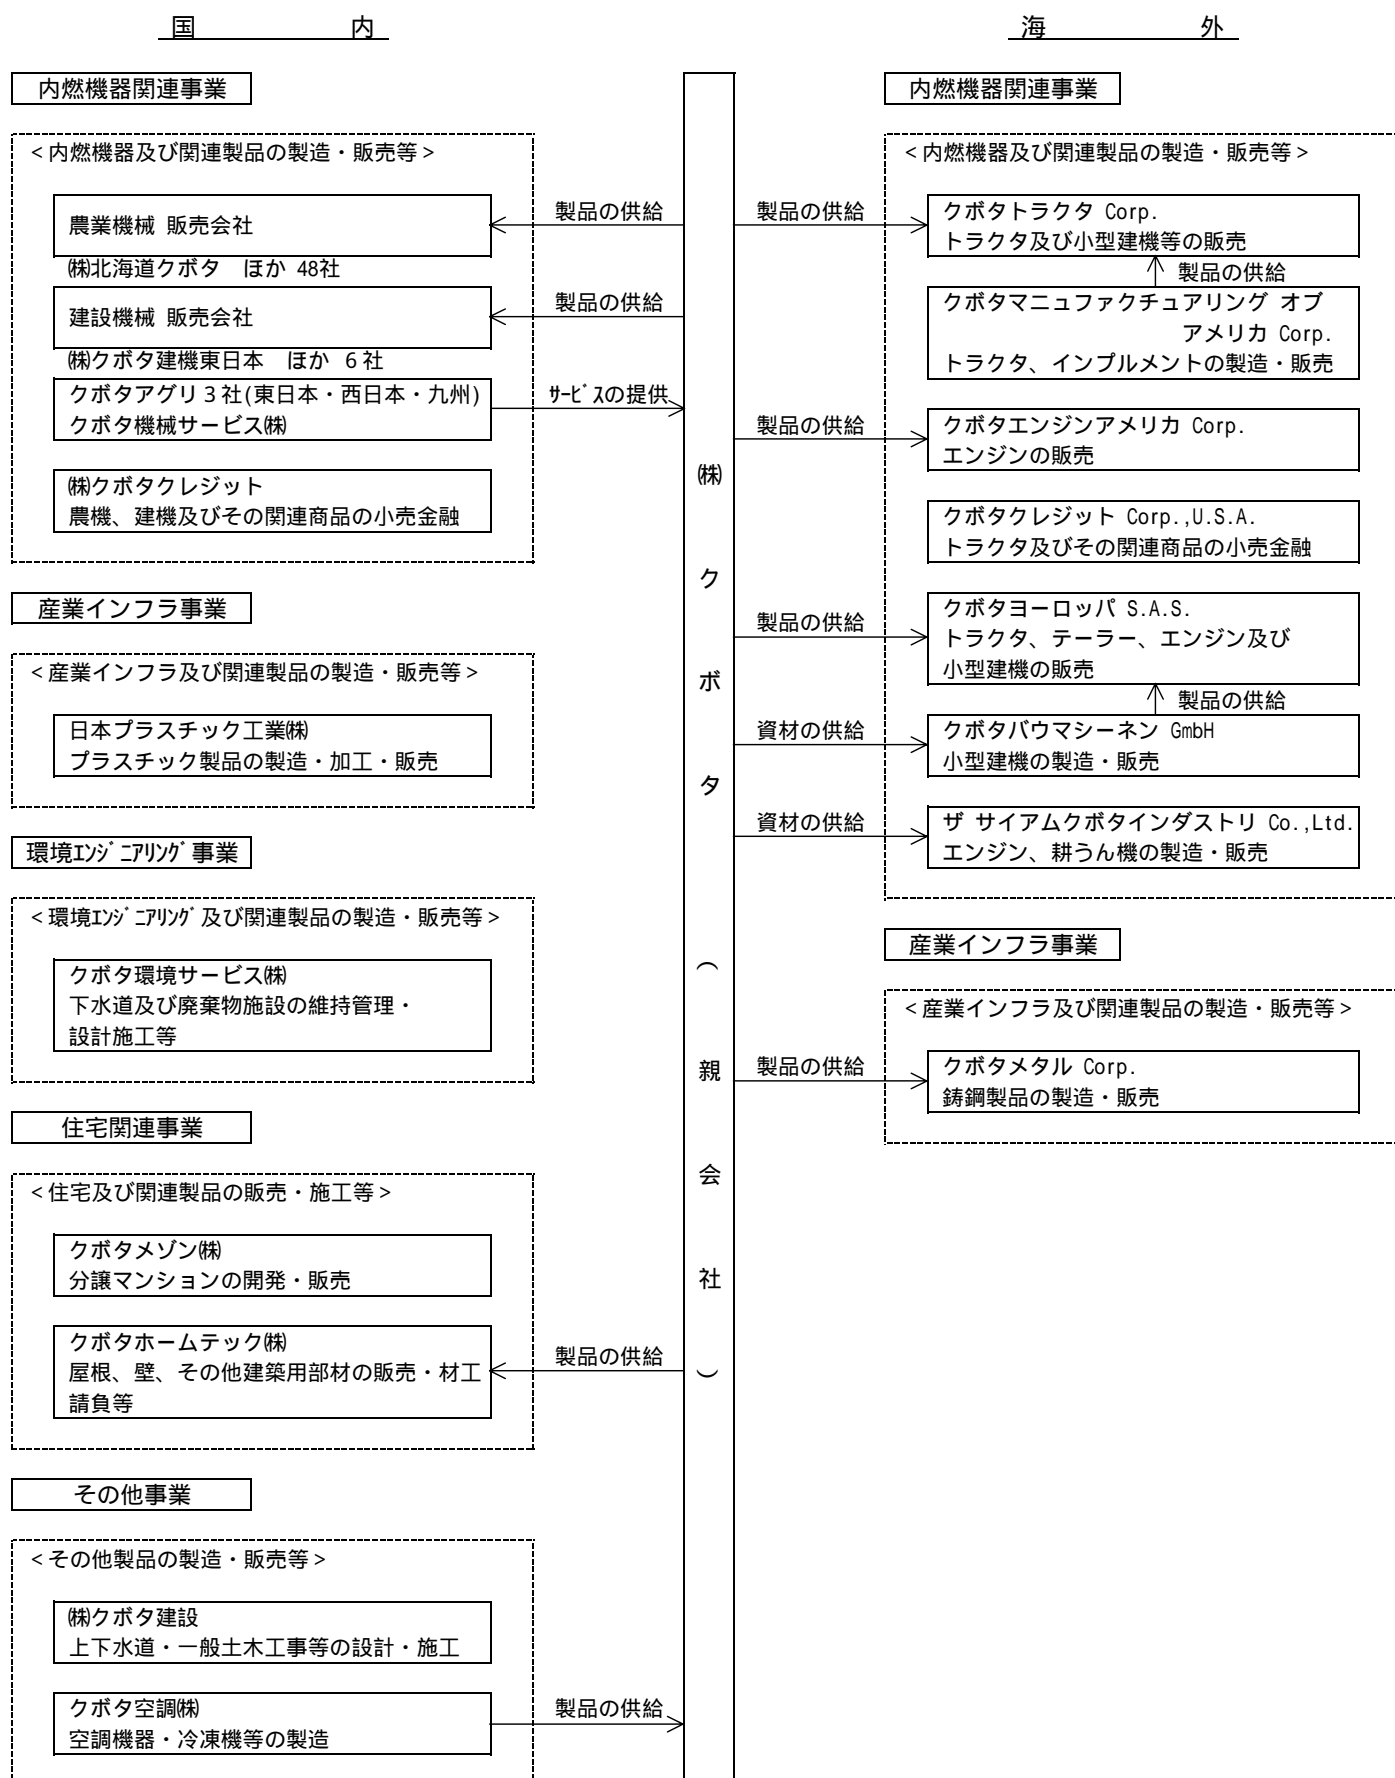 国 内
内燃機器関連事業
<内燃機器及び関連製品の製造・販売等>
農業機械 販売会社
㈱北海道クボタ ほか 48社
建設機械 販売会社
㈱クボタ建機東日本 ほか 6社
クボタアグリ3社(東日本・西日本・九州)
クボタ機械サービス㈱
㈱クボタクレジット
農機、建機及びその関連商品の小売金融
産業インフラ事業
<産業インフラ及び関連製品の製造・販売等>
日本プラスチック工業㈱
プラスチック製品の製造・加工・販売
環境ｴﾝｼﾞﾆｱﾘﾝｸﾞ事業
<環境ｴﾝｼﾞﾆｱﾘﾝｸﾞ及び関連製品の製造・販売等>
クボタ環境サービス㈱
下水道及び廃棄物施設の維持管理・
設計施工等
住宅関連事業
<住宅及び関連製品の販売・施工等>
クボタメゾン㈱
分譲マンションの開発・販売
クボタホームテック㈱
屋根、壁、その他建築用部材の販売・材工
請負等
その他事業
<その他製品の製造・販売等>
㈱クボタ建設
上下水道・一般土木工事等の設計・施工
クボタ空調㈱
空調機器・冷凍機等の製造
製品の供給
製品の供給
ｻｰﾋﾞｽの提供
製品の供給
製品の供給
㈱クボタ（親会社）
製品の供給
製品の供給
製品の供給
資材の供給
資材の供給
製品の供給
海 外
内燃機器関連事業
<内燃機器及び関連製品の製造・販売等>
クボタトラクタ Corp.
トラクタ及び小型建機等の販売
製品の供給
クボタマニュファクチュアリング オブ
アメリカ Corp.
トラクタ、インプルメントの製造・販売
クボタエンジンアメリカ Corp.
エンジンの販売
クボタクレジット Corp.,U.S.A.
トラクタ及びその関連商品の小売金融
クボタヨーロッパ S.A.S.
トラクタ、テーラー、エンジン及び
小型建機の販売
製品の供給
クボタバウマシーネン GmbH
小型建機の製造・販売
ザ サイアムクボタインダストリ Co.,Ltd.
エンジン、耕うん機の製造・販売
産業インフラ事業
<産業インフラ及び関連製品の製造・販売等>
クボタメタル Corp.
鋳鋼製品の製造・販売